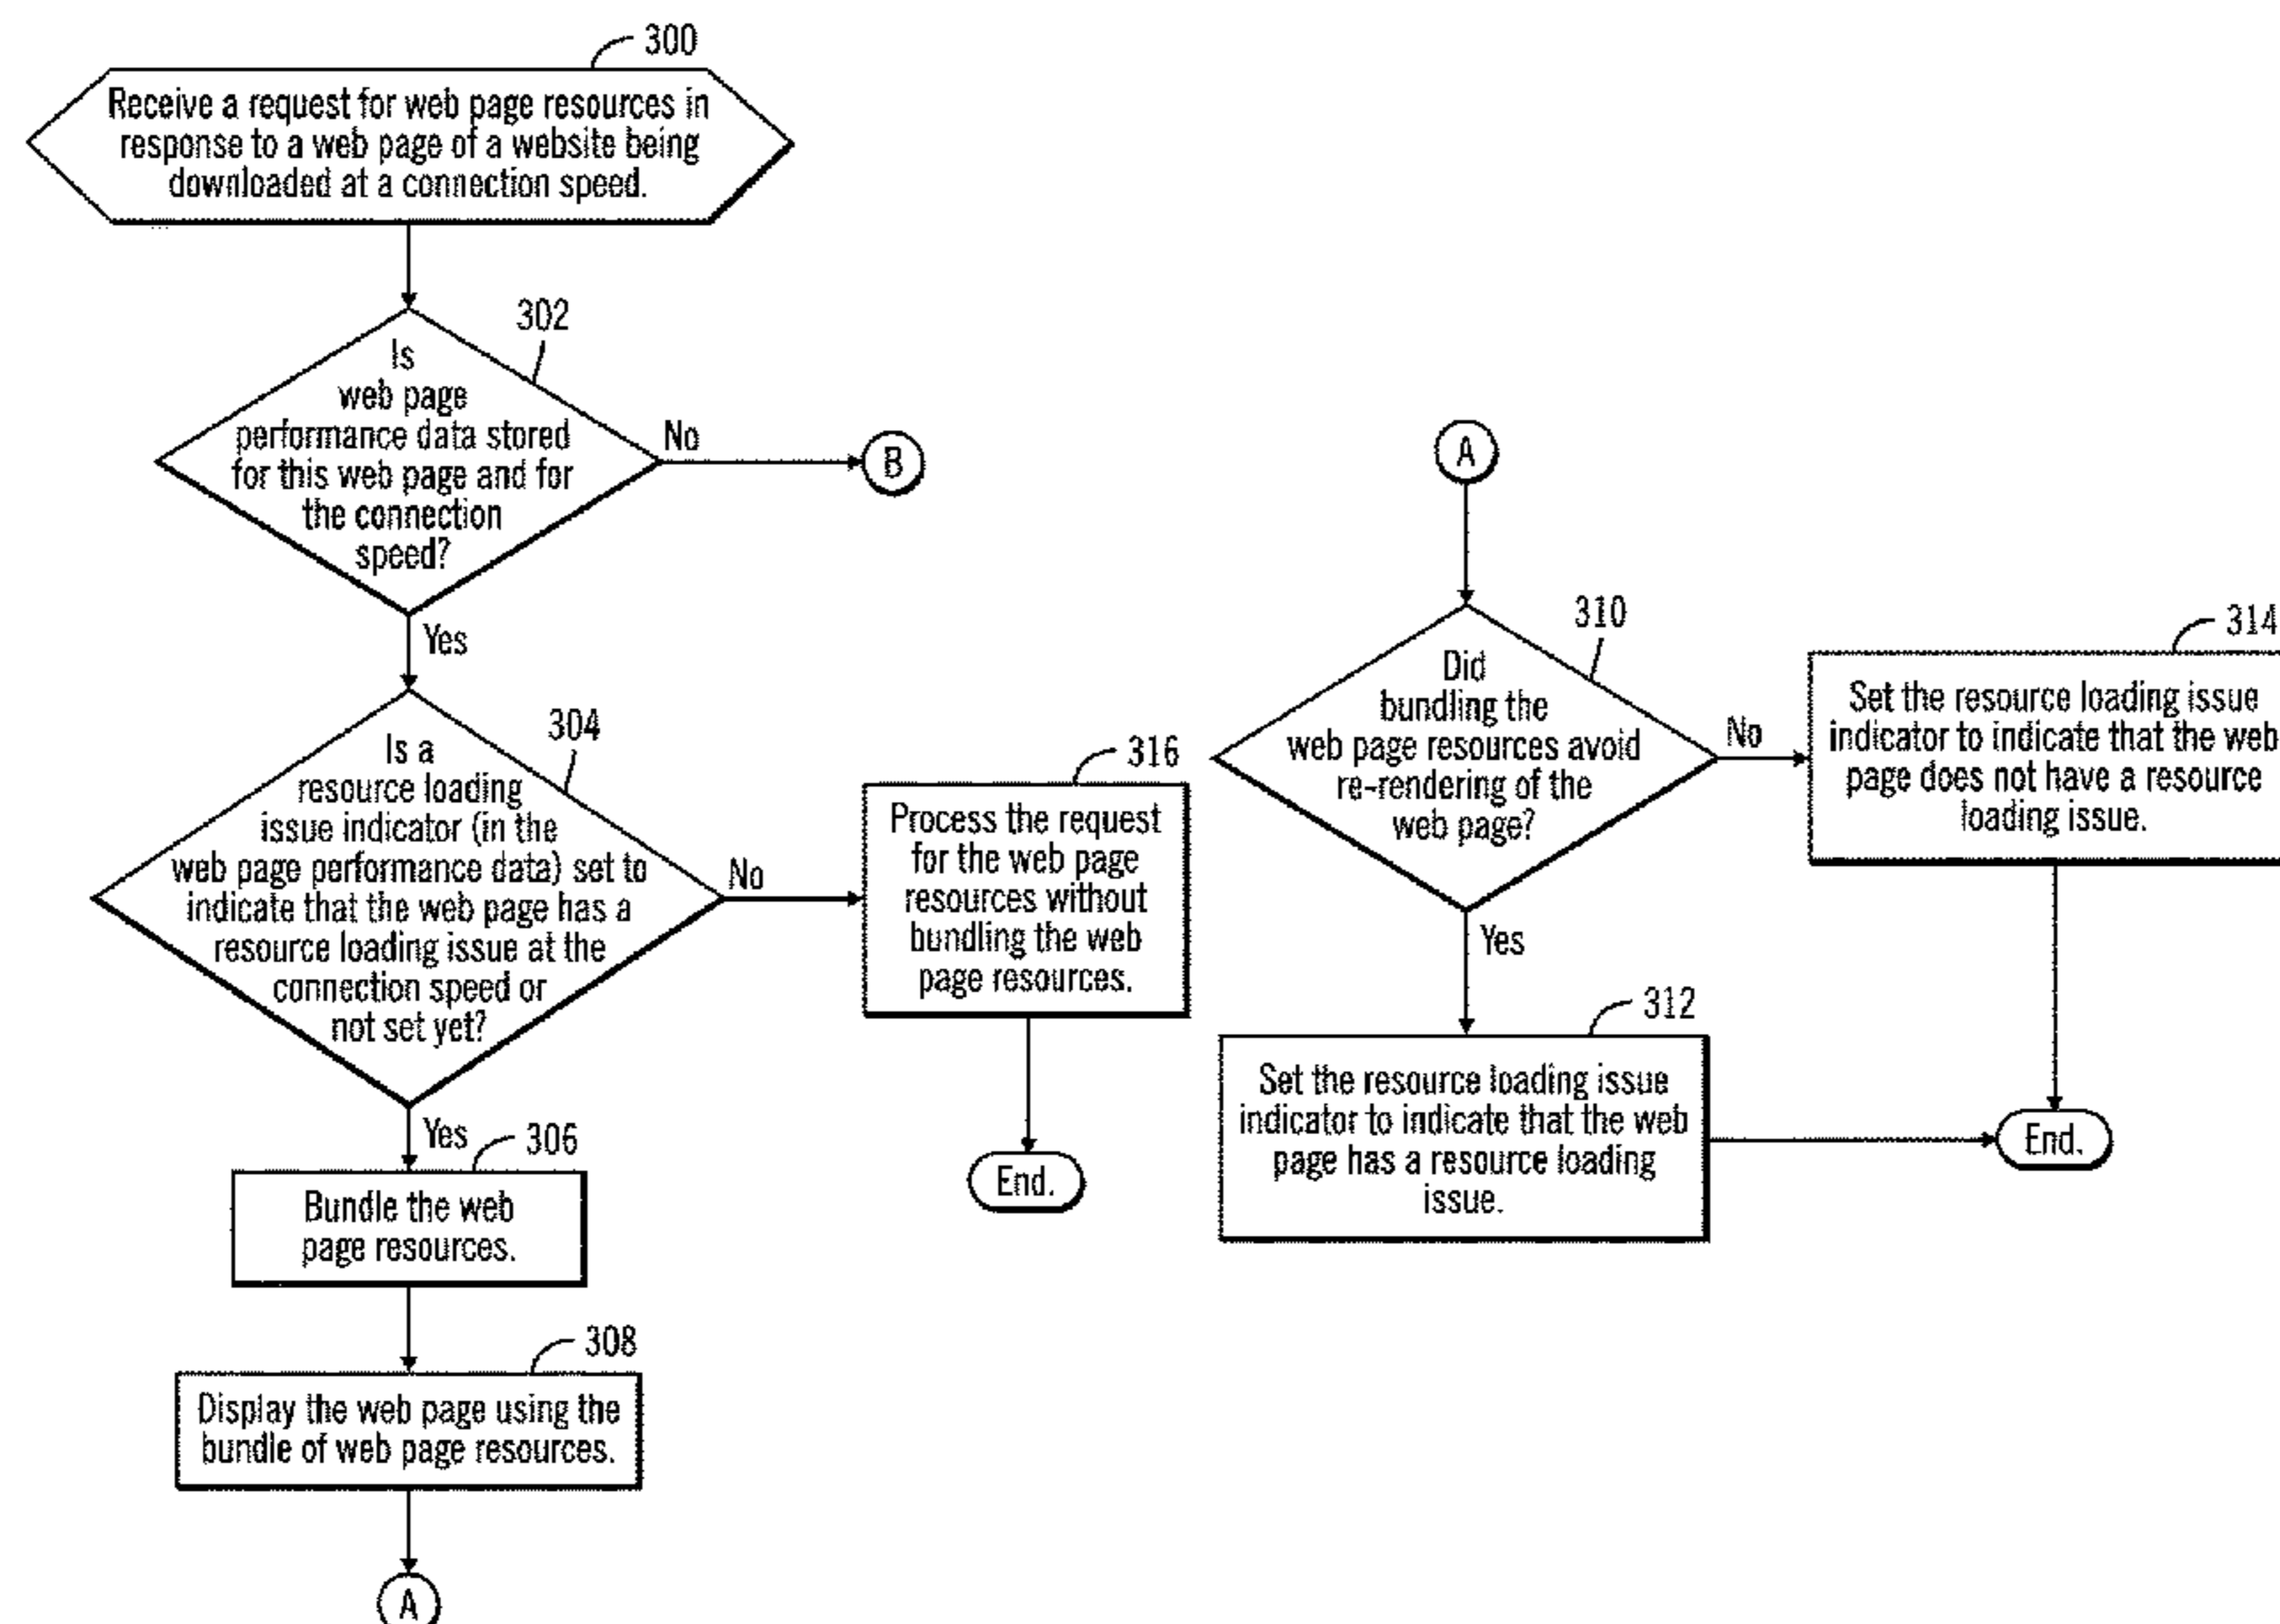 300
Receive a request for web page resources in
response to a web page of a website being
downloaded at a connection speed.
302
Is
web page
performance data stored
for this web page and for
the connection
speed?
No
B
Yes
304
Is a
resource loading
issue indicator (in the
web page performance data) set to
indicate that the web page has a
resource loading issue at the
connection speed or
not set yet?
No
316
Process the request
for the web page
resources without
bundling the web
page resources.
End.
Yes
306
Bundle the web
page resources.
308
Display the web page using the
bundle of web page resources.
A
A
310
Did
bundling the
web page resources avoid
re-rendering of the
web page?
No
314
Set the resource loading issue
indicator to indicate that the web
page does not have a resource
loading issue.
Yes
312
Set the resource loading issue
indicator to indicate that the web
page has a resource loading
issue.
End.